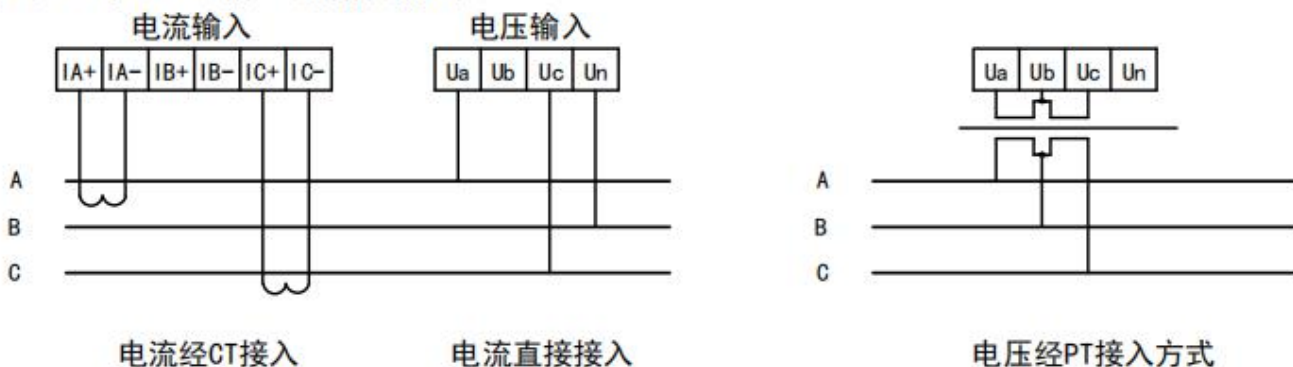 电流输入 电压输入
IA+ IA- IB+ IB- IC+ IC- Ua Ub Uc Un Ua Ub Uc Un
A A
B B
C C
电流经CT接入 电流直接接入 电压经PT接入方式